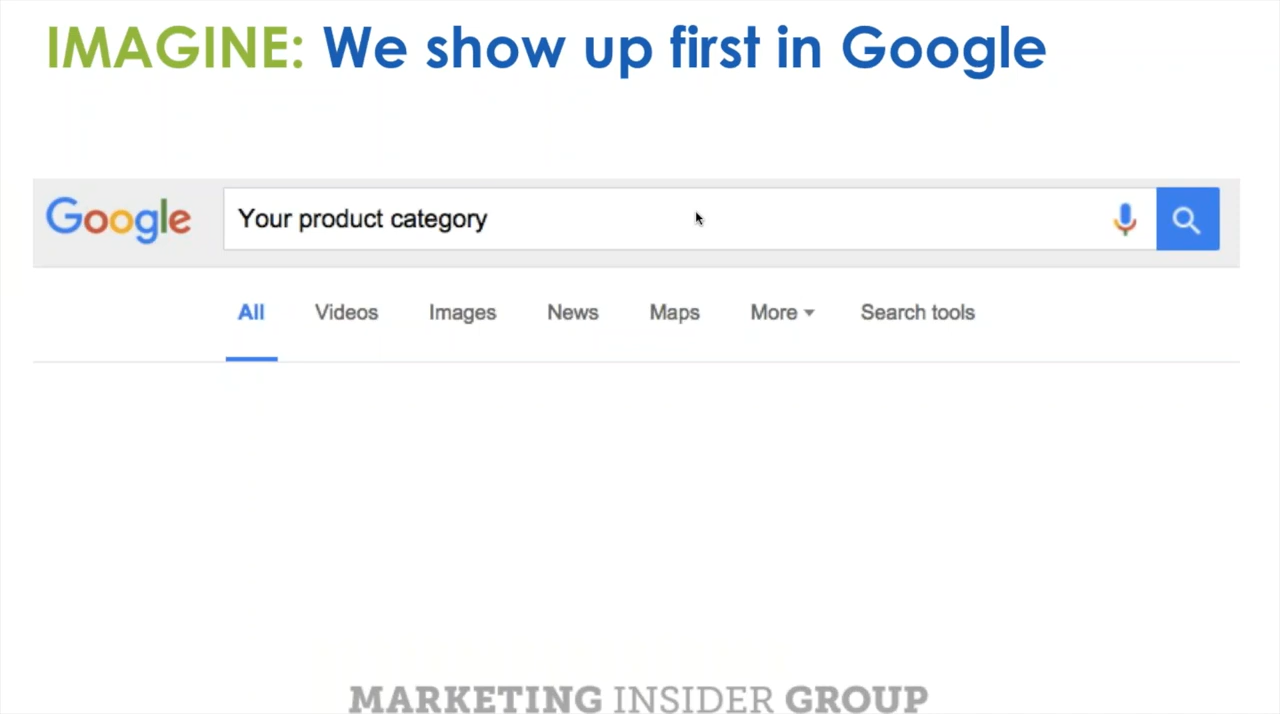 IMAGINE: We show up first in Google
Google Your product category
All Videos Images News Maps More Search tools
MARKETING INSIDER GROUP